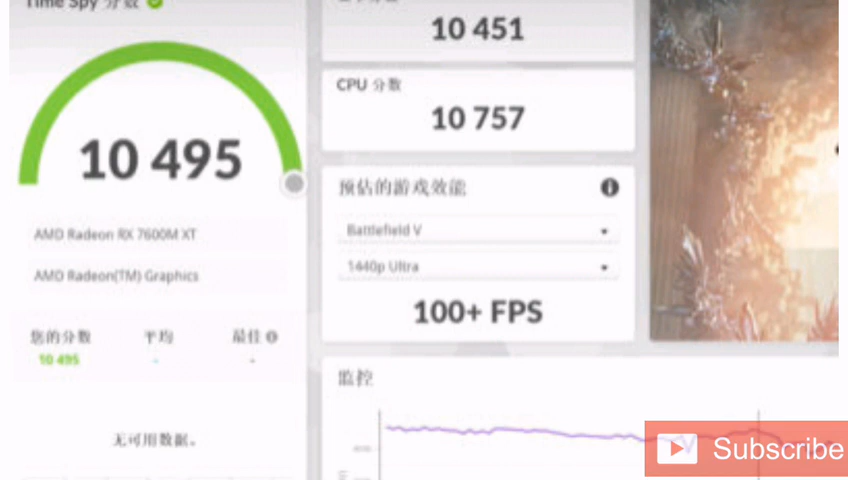 Time Spy 分数
10 495
AMD Radeon RX 7600M XT
AMD Radeon(TM) Graphics
您的分数 平均 最佳
10 495 - -
无可用数据。
10 451
CPU 分数
10 757
预估的游戏效能
Battlefield V
1440p Ultra
100+ FPS
监控
Subscribe